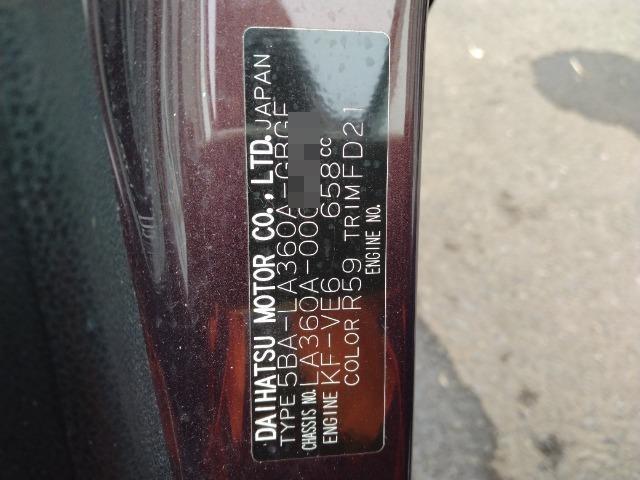 DAIHATSU MOTOR CO., LTD. JAPAN
TYPE 5BA-LA360A-GBGF
CHASSIS NO. LA360A-000
ENGINE KF-VE6 658cc
COLOR R59 TRIM FD21
ENGINE NO.